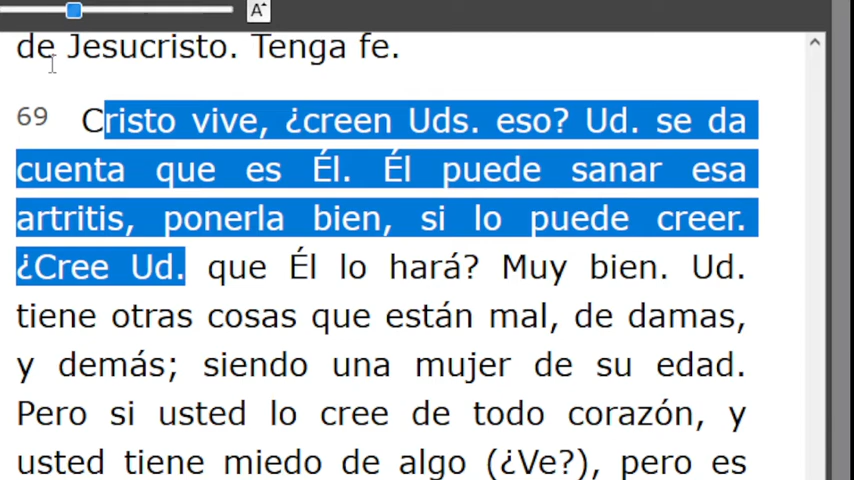 A
de Jesucristo. Tenga fe.
69 Cristo vive, ¿creen Uds. eso? Ud. se da
cuenta que es Él. Él puede sanar esa
artritis, ponerla bien, si lo puede creer.
¿Cree Ud. que Él lo hará? Muy bien. Ud.
tiene otras cosas que están mal, de damas,
y demás; siendo una mujer de su edad.
Pero si usted lo cree de todo corazón, y
usted tiene miedo de algo (¿Ve?), pero es